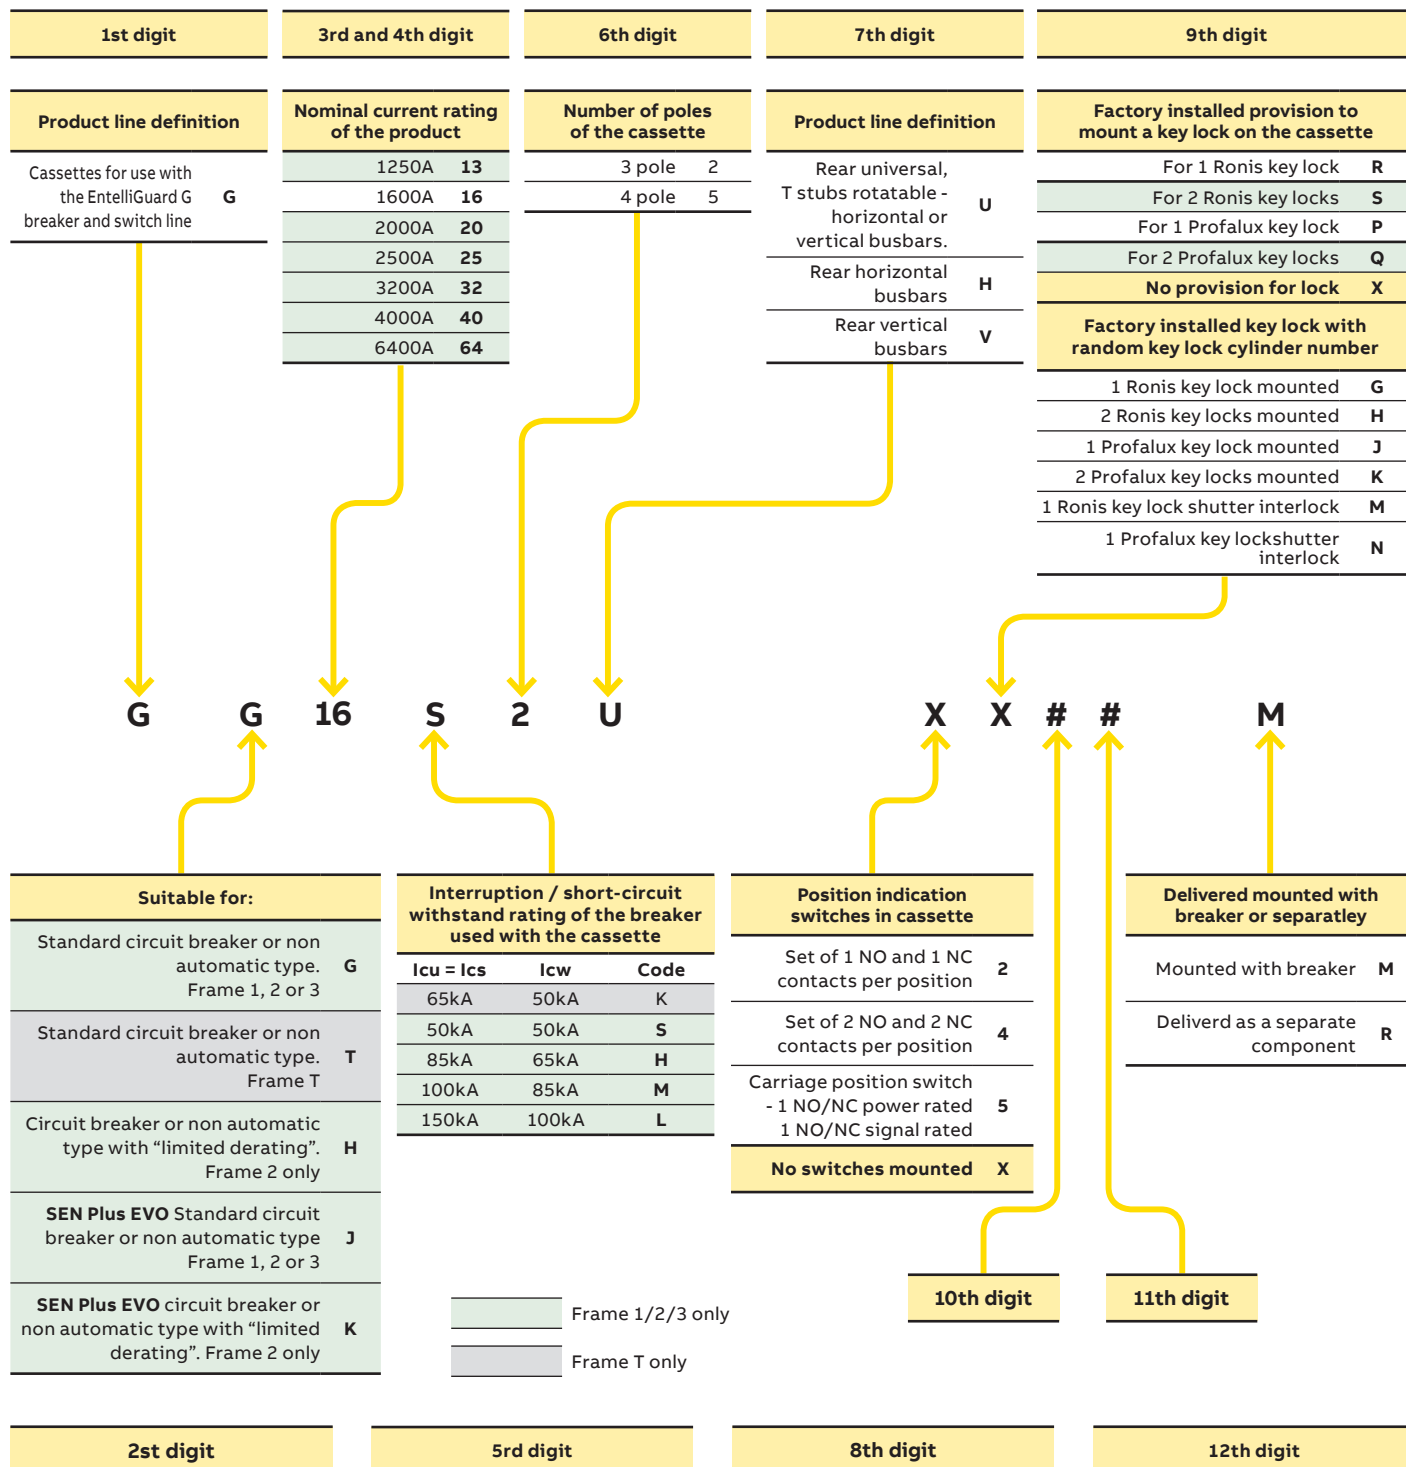 1st digit
3rd and 4th digit
6th digit
7th digit
9th digit
Product line definition
Cassettes for use with
the EntelliGuard G
breaker and switch line
G
Nominal current rating
of the product
1250A 13
1600A 16
2000A 20
2500A 25
3200A 32
4000A 40
6400A 64
Number of poles
of the cassette
3 pole 2
4 pole 5
Product line definition
Rear universal,
T stubs rotatable -
horizontal or
vertical busbars.
U
Rear horizontal
busbars
H
Rear vertical
busbars
V
Factory installed provision to
mount a key lock on the cassette
For 1 Ronis key lock R
For 2 Ronis key locks S
For 1 Profalux key lock P
For 2 Profalux key locks Q
No provision for lock X
Factory installed key lock with
random key lock cylinder number
1 Ronis key lock mounted G
2 Ronis key locks mounted H
1 Profalux key lock mounted J
2 Profalux key locks mounted K
1 Ronis key lock shutter interlock M
1 Profalux key lockshutter
interlock
N
G G 16 S 2 U X X # # M
Suitable for:
Standard circuit breaker or non
automatic type.
Frame 1, 2 or 3
G
Standard circuit breaker or non
automatic type.
Frame T
T
Circuit breaker or non automatic
type with “limited derating”.
Frame 2 only
H
SEN Plus EVO Standard circuit
breaker or non automatic type
Frame 1, 2 or 3
J
SEN Plus EVO circuit breaker or
non automatic type with “limited
derating”. Frame 2 only
K
Interruption / short-circuit
withstand rating of the breaker
used with the cassette
Icu = Ics Icw Code
65kA 50kA K
50kA 50kA S
85kA 65kA H
100kA 85kA M
150kA 100kA L
Position indication
switches in cassette
Set of 1 NO and 1 NC
contacts per position
2
Set of 2 NO and 2 NC
contacts per position
4
Carriage position switch
- 1 NO/NC power rated
1 NO/NC signal rated
5
No switches mounted X
Delivered mounted with
breaker or separatley
Mounted with breaker M
Deliverd as a separate
component
R
10th digit
11th digit
Frame 1/2/3 only
Frame T only
2st digit
5rd digit
8th digit
12th digit